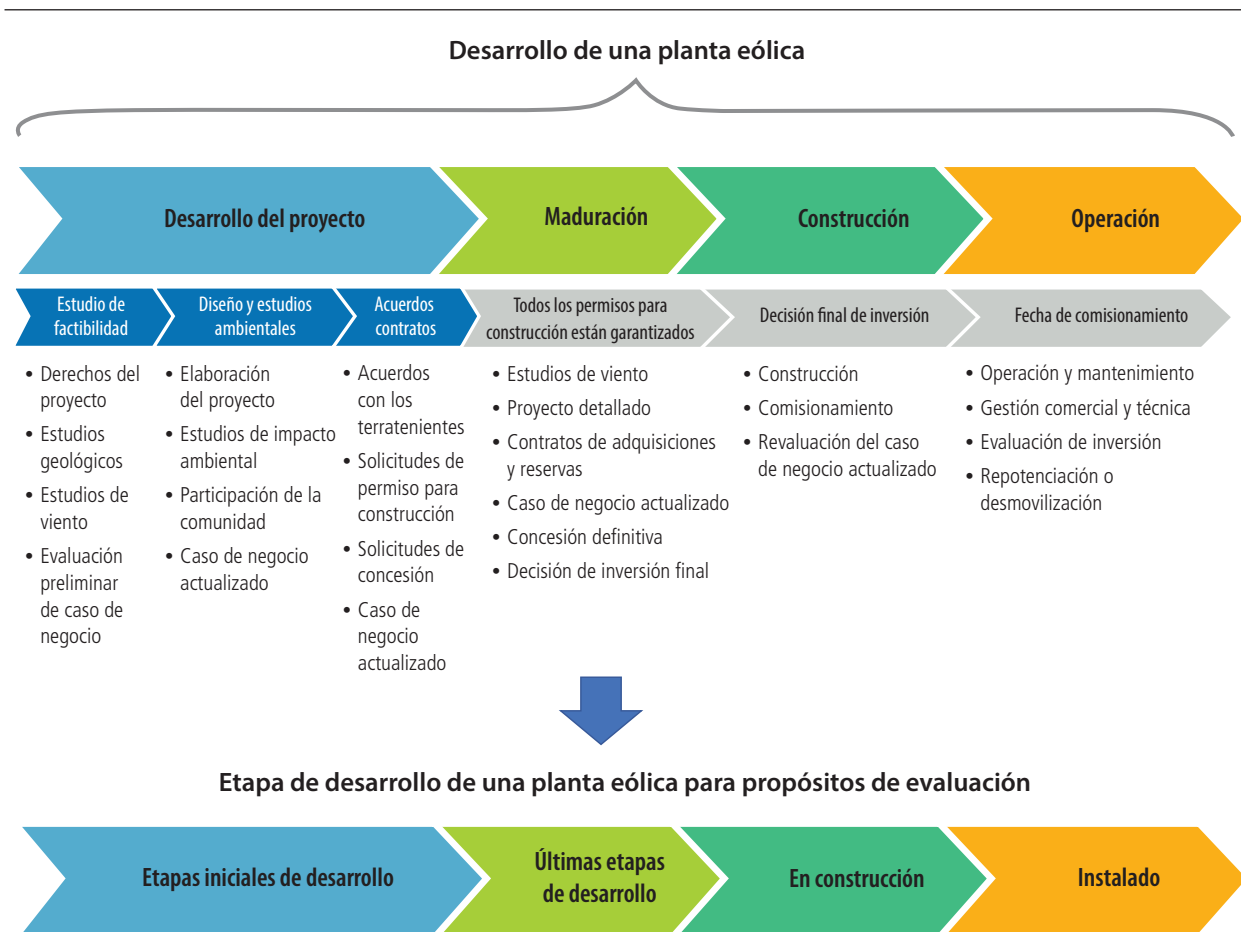 Desarrollo de una planta eólica
Desarrollo del proyecto
Maduración
Construcción
Operación
Estudio de
factibilidad
Diseño y estudios
ambientales
Acuerdos
contratos
Todos los permisos para
construcción están garantizados
Decisión final de inversión
Fecha de comisionamiento
• Derechos del
proyecto
• Estudios
geológicos
• Estudios de
viento
• Evaluación
preliminar
de caso de
negocio
• Elaboración
del proyecto
• Estudios de impacto
ambiental
• Participación de la
comunidad
• Caso de negocio
actualizado
• Acuerdos
con los
terratenientes
• Solicitudes de
permiso para
construcción
• Solicitudes de
concesión
• Caso de
negocio
actualizado
• Estudios de viento
• Proyecto detallado
• Contratos de adquisiciones
y reservas
• Caso de negocio actualizado
• Concesión definitiva
• Decisión de inversión final
• Construcción
• Comisionamiento
• Revaluación del caso
de negocio actualizado
• Operación y mantenimiento
• Gestión comercial y técnica
• Evaluación de inversión
• Repotenciación o
desmovilización
Etapa de desarrollo de una planta eólica para propósitos de evaluación
Etapas iniciales de desarrollo
Últimas etapas
de desarrollo
En construcción
Instalado